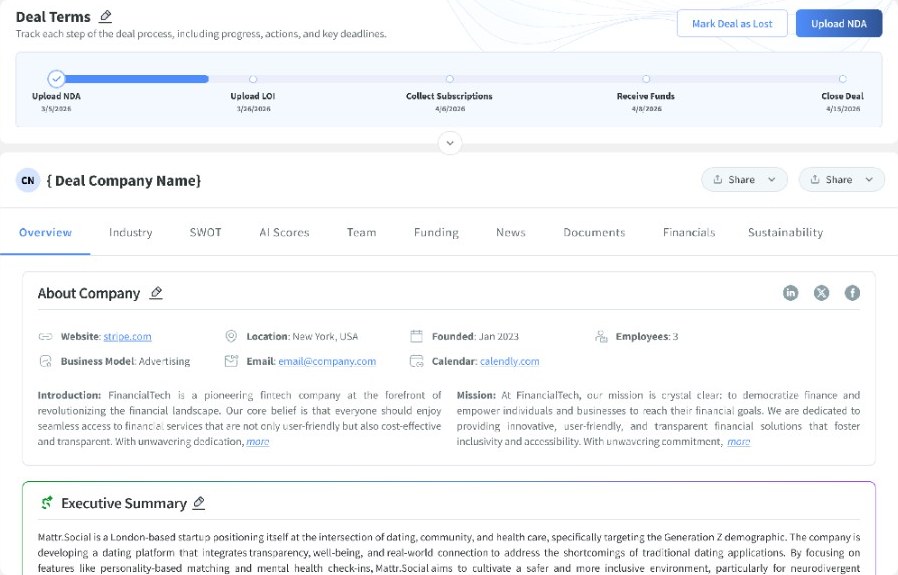 Deal Terms
Mark Deal as Lost
Upload NDA
Track each step of the deal process, including progress, actions, and key deadlines.
Upload NDA
Upload LOI
Collect Subscriptions
Receive Funds
Close Deal
3/5/2026
3/26/2026
4/6/2026
4/8/2026
4/15/2026
CN
{ Deal Company Name}
Share
Share
Overview
Industry
SWOT
AI Scores
Team
Funding
News
Documents
Financials
Sustainability
About Company
Website: stripe.com
Location: New York, USA
Founded: Jan 2023
Employees: 3
Business Model: Advertising
Email: email@company.com
Calendar: calendly.com
Introduction: FinancialTech is a pioneering fintech company at the forefront of
revolutionizing the financial landscape. Our core belief is that everyone should enjoy
seamless access to financial services that are not only user-friendly but also cost-effective
and transparent. With unwavering dedication, more
Mission: At FinancialTech, our mission is crystal clear: to democratize finance and
empower individuals and businesses to reach their financial goals. We are dedicated to
providing innovative, user-friendly, and transparent financial solutions that foster
inclusivity and accessibility. With unwavering commitment, more
Executive Summary
Mattr.Social is a London-based startup positioning itself at the intersection of dating, community, and health care, specifically targeting the Generation Z demographic. The company is
developing a dating platform that integrates transparency, well-being, and real-world connection to address the shortcomings of traditional dating applications. By focusing on
features like personality-based matching and mental health check-ins, Mattr.Social aims to cultivate a safer and more inclusive environment, particularly for neurodivergent